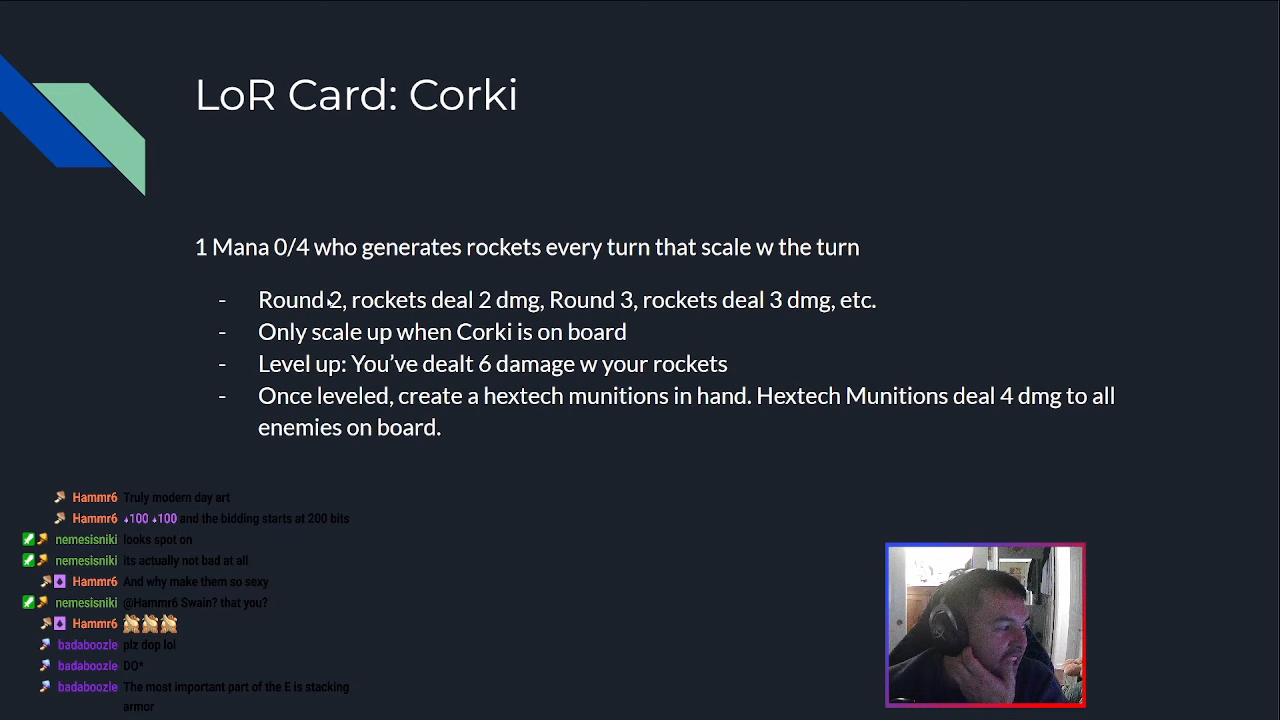 LoR Card: Corki
1 Mana 0/4 who generates rockets every turn that scale w the turn
- Round 2, rockets deal 2 dmg, Round 3, rockets deal 3 dmg, etc.
- Only scale up when Corki is on board
- Level up: You've dealt 6 damage w your rockets
- Once leveled, create a hextech munitions in hand. Hextech Munitions deal 4 dmg to all
enemies on board.
Hammr6 Truly modern day art
Hammr6 100 100 and the bidding starts at 200 bits
nemesisniki looks spot on
nemesisniki its actually not bad at all
Hammr6 And why make them so sexy
nemesisniki @Hammr6 Swain? that you?
Hammr6
badaboozle plz dop lol
badaboozle DO*
badaboozle The most important part of the E is stacking
armor